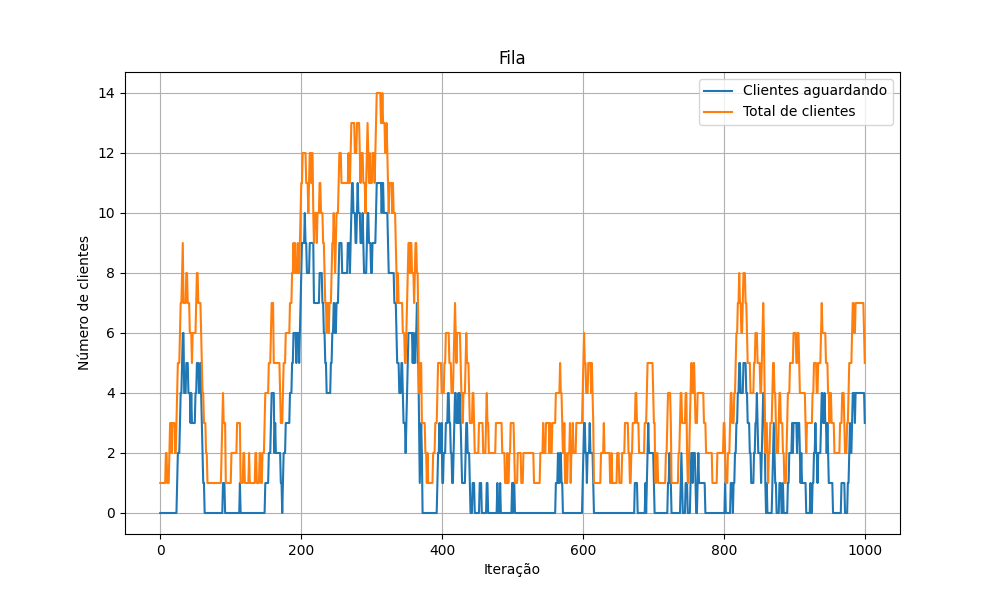 Fila
Clientes aguardando
Total de clientes
14
12
10
8
6
4
2
0
Número de clientes
0 200 400 600 800 1000
Iteração